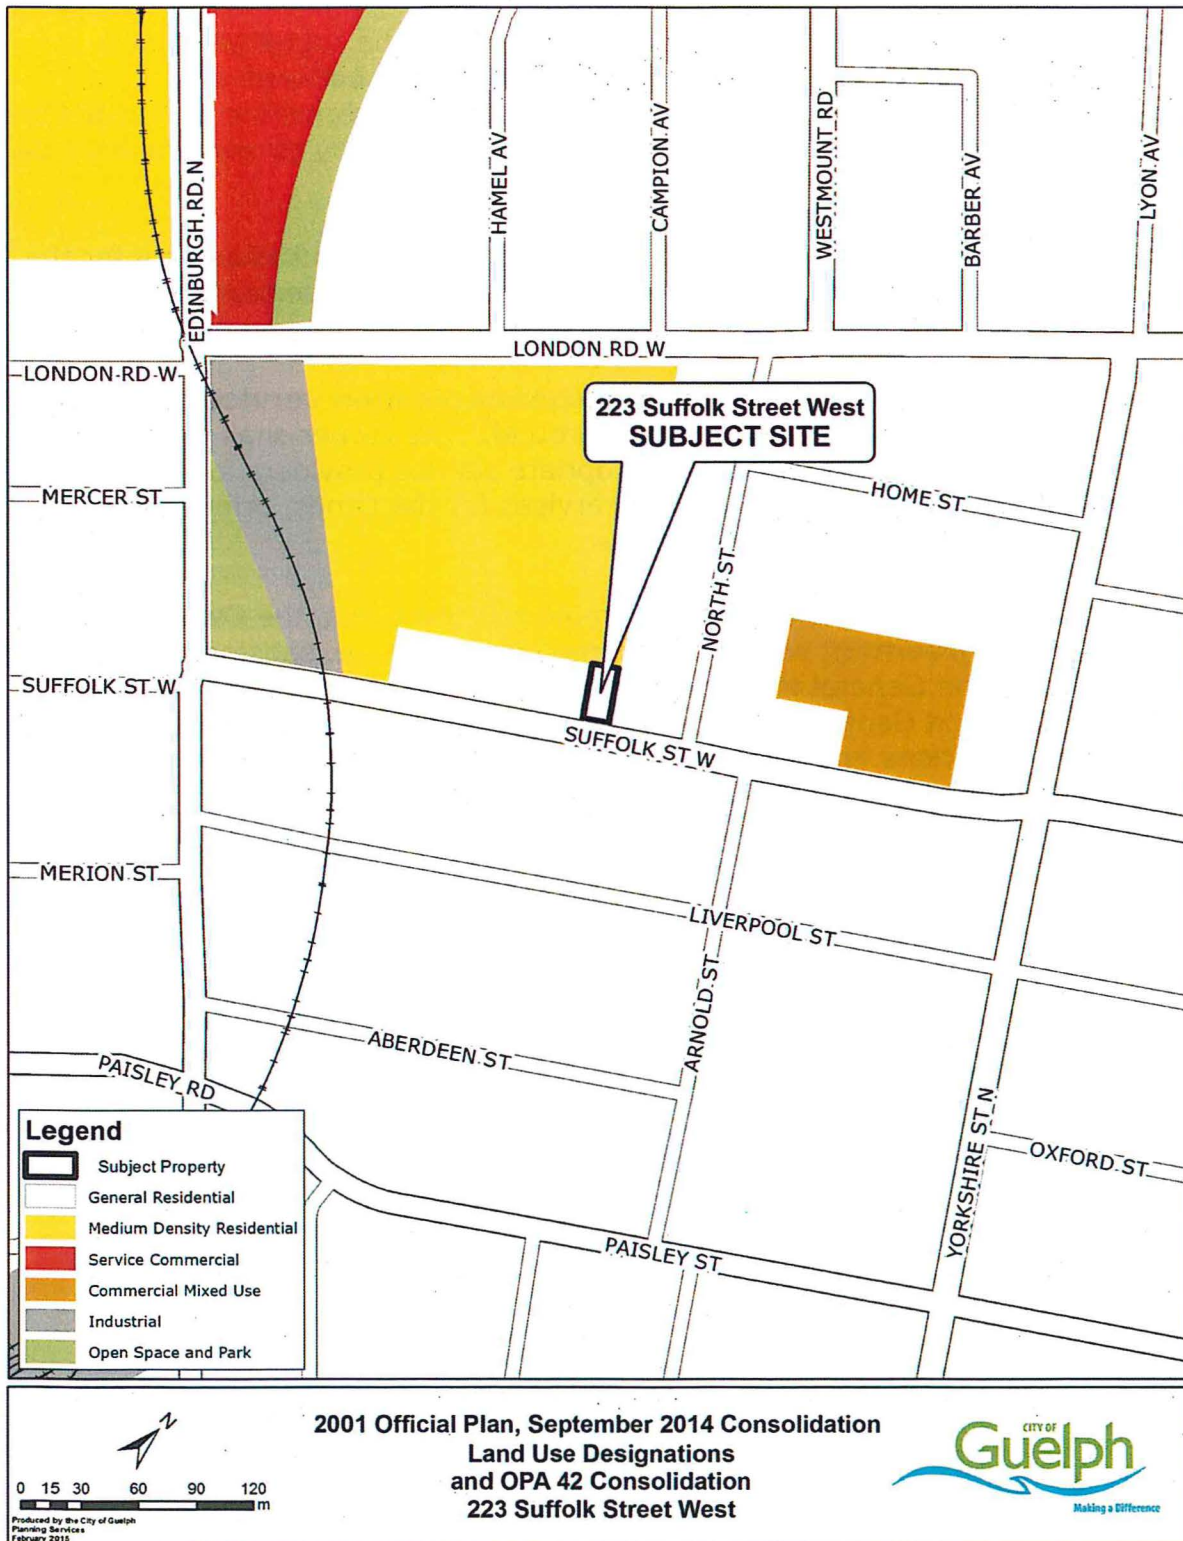 EDINBURGH RD N
HAMEL AV
CAMPION AV
WESTMOUNT RD
BARBER AV
LYON AV
LONDON RD W
LONDON RD W
223 Suffolk Street West
SUBJECT SITE
MERCER ST
HOME ST
NORTH ST
SUFFOLK ST W
SUFFOLK ST W
MERION ST
LIVERPOOL ST
ARNOLD ST
ABERDEEN ST
PAISLEY RD
YORKSHIRE ST N
OXFORD ST
PAISLEY ST
Legend
Subject Property
General Residential
Medium Density Residential
Service Commercial
Commercial Mixed Use
Industrial
Open Space and Park
N
0 15 30 60 90 120
m
Produced by the City of Guelph
Planning Services
February 2015
2001 Official Plan, September 2014 Consolidation
Land Use Designations
and OPA 42 Consolidation
223 Suffolk Street West
CITY OF
Guelph
Making a Difference